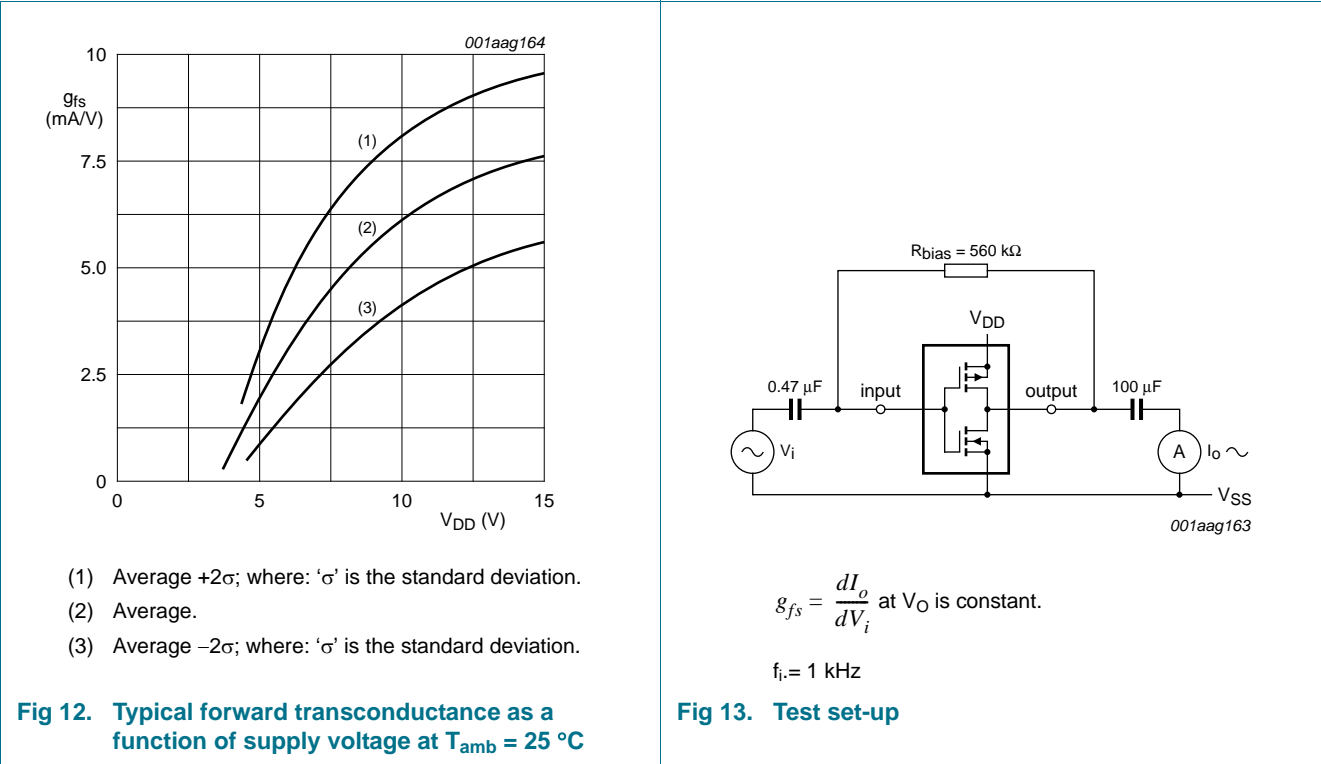 001aag164
10
gfs
(mA/V)
7.5
5.0
2.5
0
(1)
(2)
(3)
0 5 10 15
VDD (V)
(1) Average +2σ; where: ‘σ’ is the standard deviation.
(2) Average.
(3) Average −2σ; where: ‘σ’ is the standard deviation.
Fig 12. Typical forward transconductance as a
function of supply voltage at Tamb = 25 °C
Rbias = 560 kΩ
VDD
0.47 μF
input
output
100 μF
Vi
A
Io
VSS
001aag163
gfs = dIo/dVi at VO is constant.
fi.= 1 kHz
Fig 13. Test set-up